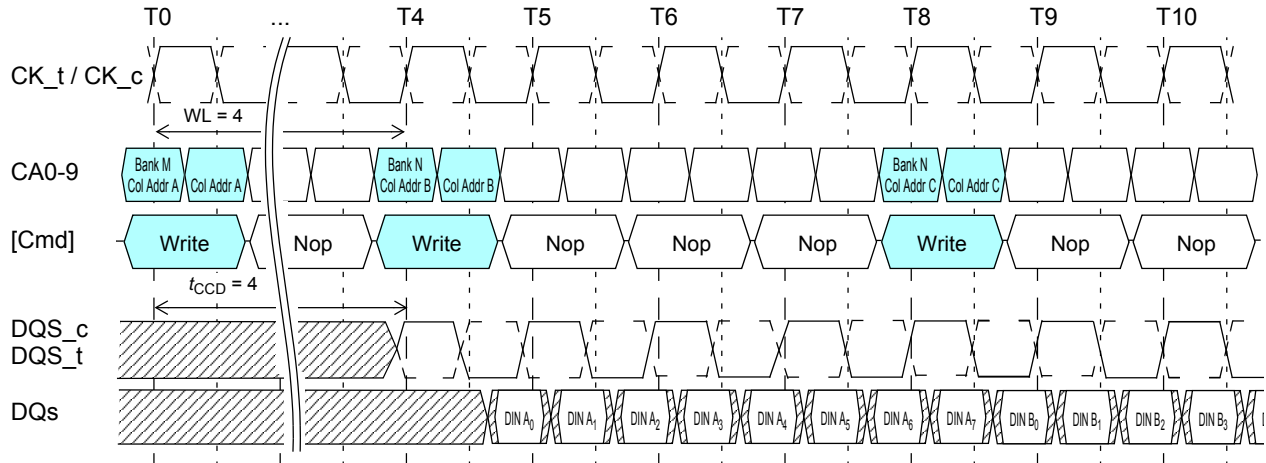 T0 ... T4 T5 T6 T7 T8 T9 T10
CK_t / CK_c
WL = 4
CA0-9
Bank M
Col Addr A
Col Addr A
Bank N
Col Addr B
Col Addr B
Bank N
Col Addr C
Col Addr C
[Cmd] Write Nop Write Nop Nop Nop Write Nop Nop
tCCD = 4
DQS_c
DQS_t
DQs DIN A0 DIN A1 DIN A2 DIN A3 DIN A4 DIN A5 DIN A6 DIN A7 DIN B0 DIN B1 DIN B2 DIN B3